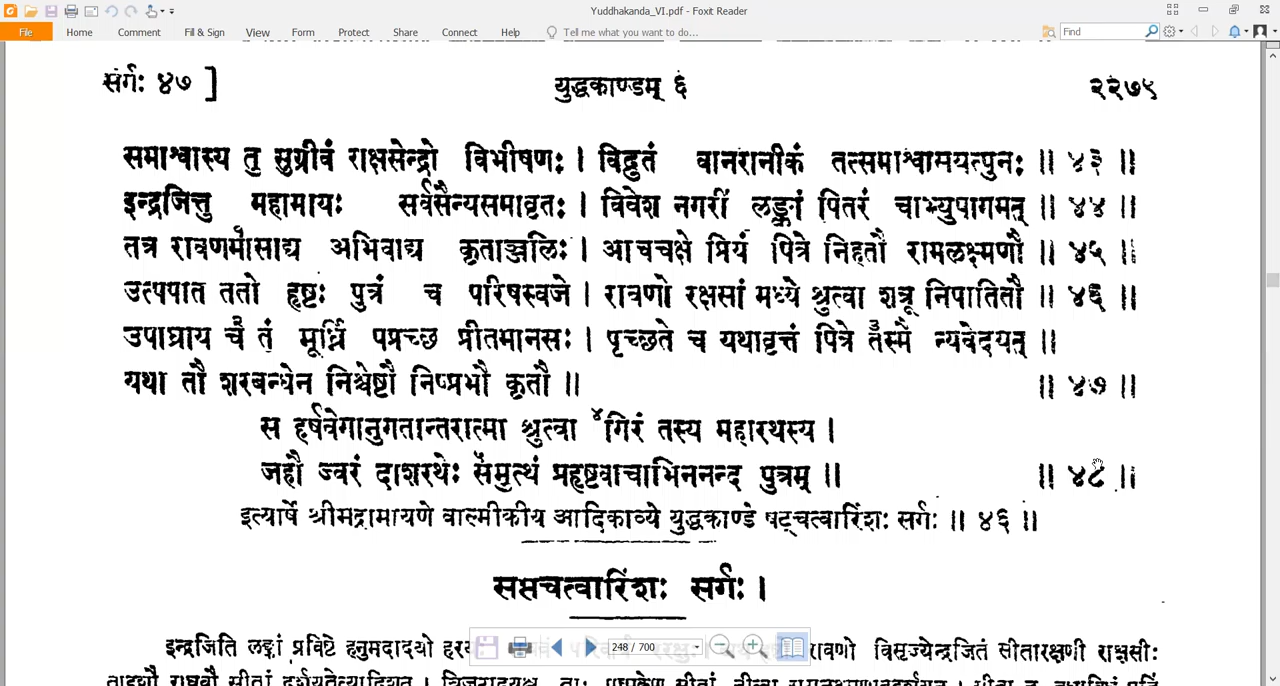 Yuddhakanda_VI.pdf - Foxit Reader
File Home Comment Fill & Sign View Form Protect Share Connect Help Tell me what you want to do... Find
सर्गः ४७ ] युद्धकाण्डम् ६ २२७९
समाश्वास्य तु सुग्रीवं राक्षसेन्द्रो विभीषणः । विद्रुतं वानरानीकं तत्समाश्वासयत्पुनः ॥ ४३ ॥
इन्द्रजित्तु महामायः सर्वसैन्यसमावृतः । विवेश नगरीं लङ्कां पितरं चाभ्युपागमत् ॥ ४४ ॥
तत्र रावणमासाद्य अभिवाद्य कृताञ्जलिः । आचचक्षे प्रियं पित्रे निहतौ रामलक्ष्मणौ ॥ ४५ ॥
उत्पपात ततो हृष्टः पुत्रं च परिषस्वजे । रावणो रक्षसां मध्ये श्रुत्वा शत्रू निपातितौ ॥ ४६ ॥
उपाघ्राय चै तं मूर्ध्नि पप्रच्छ प्रीतमानसः । पृच्छते च यथावृत्तं पित्रे तस्मै न्यवेदयत् ॥
यथा तौ शरबन्धेन निश्चेष्टौ निष्प्रभौ कृतौ ॥ ॥ ४७ ॥
स हर्षवेगानुगतान्तरात्मा श्रुत्वा ४गिरं तस्य महारथस्य ।
जहौ ज्वरं दाशरथेः समुत्थं प्रहृष्टवाचाभिननन्द पुत्रम् ॥ ॥ ४८ ॥
इत्यार्षे श्रीमद्रामायणे वाल्मीकीय आदिकाव्ये युद्धकाण्डे षट्चत्वारिंशः सर्गः ॥ ४६ ॥
सप्तचत्वारिंशः सर्गः ।
इन्द्रजिति लङ्कां प्रविष्टे हनुमदादयो रावणो विसृज्येन्द्रजितं सीतारक्षणी राक्षसीः
248 / 700